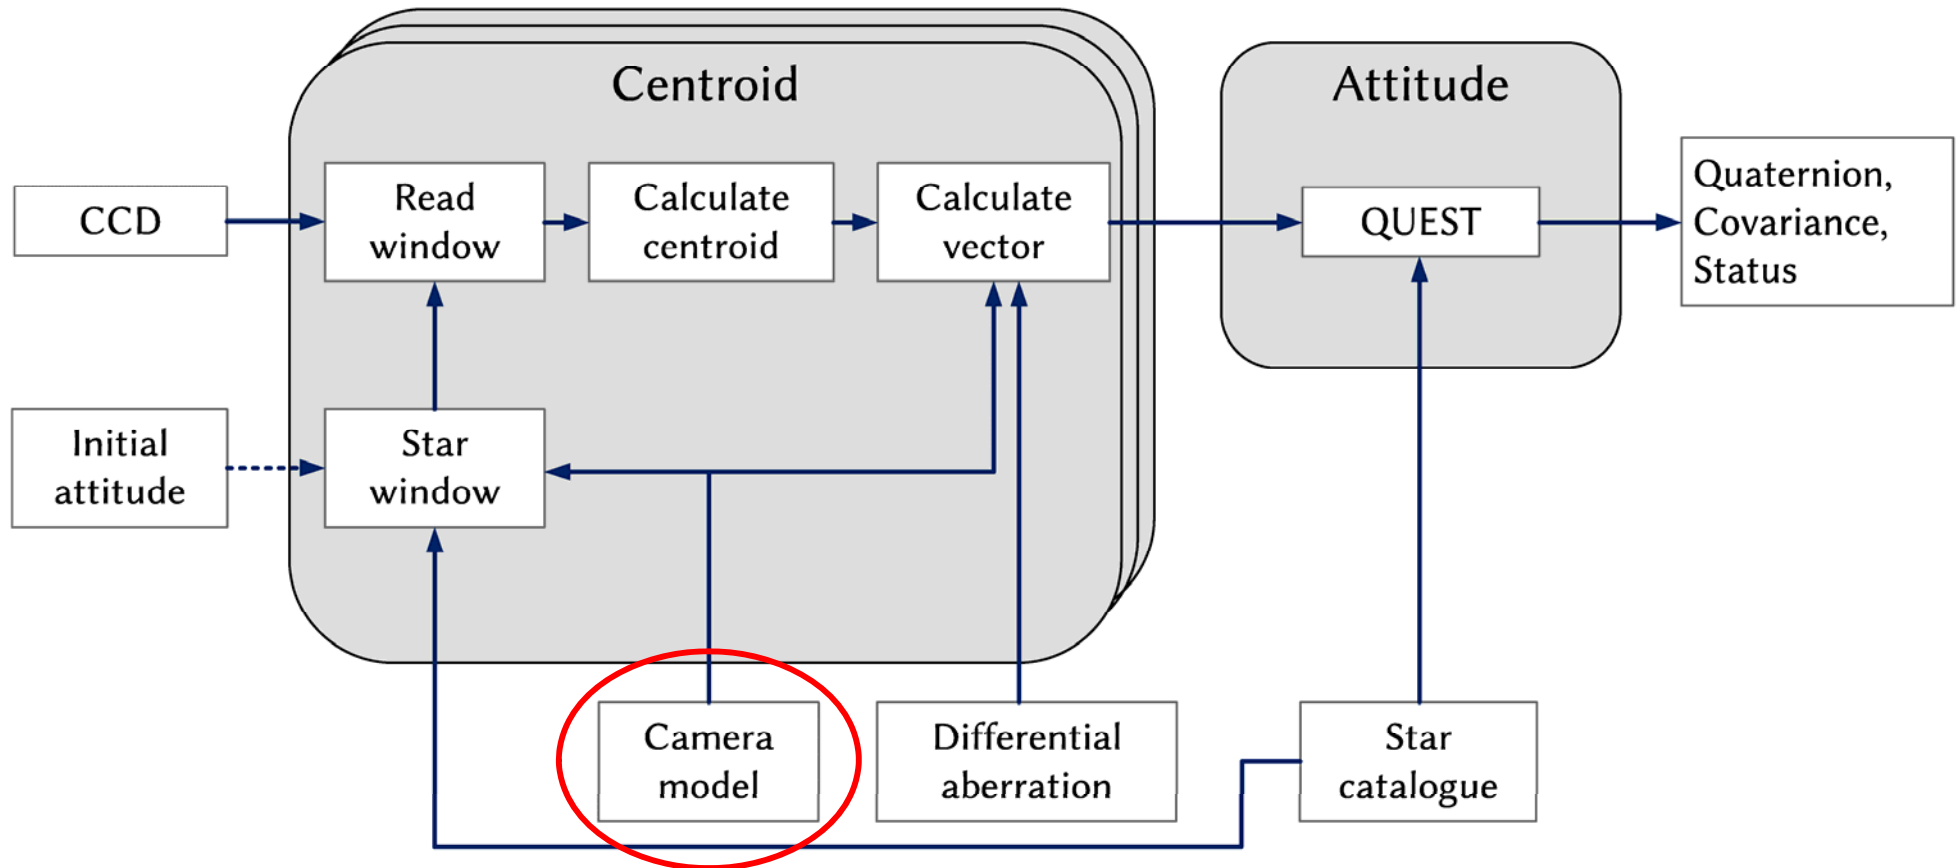 Centroid
Attitude
CCD
Read
window
Calculate
centroid
Calculate
vector
QUEST
Quaternion,
Covariance,
Status
Initial
attitude
Star
window
Camera
model
Differential
aberration
Star
catalogue